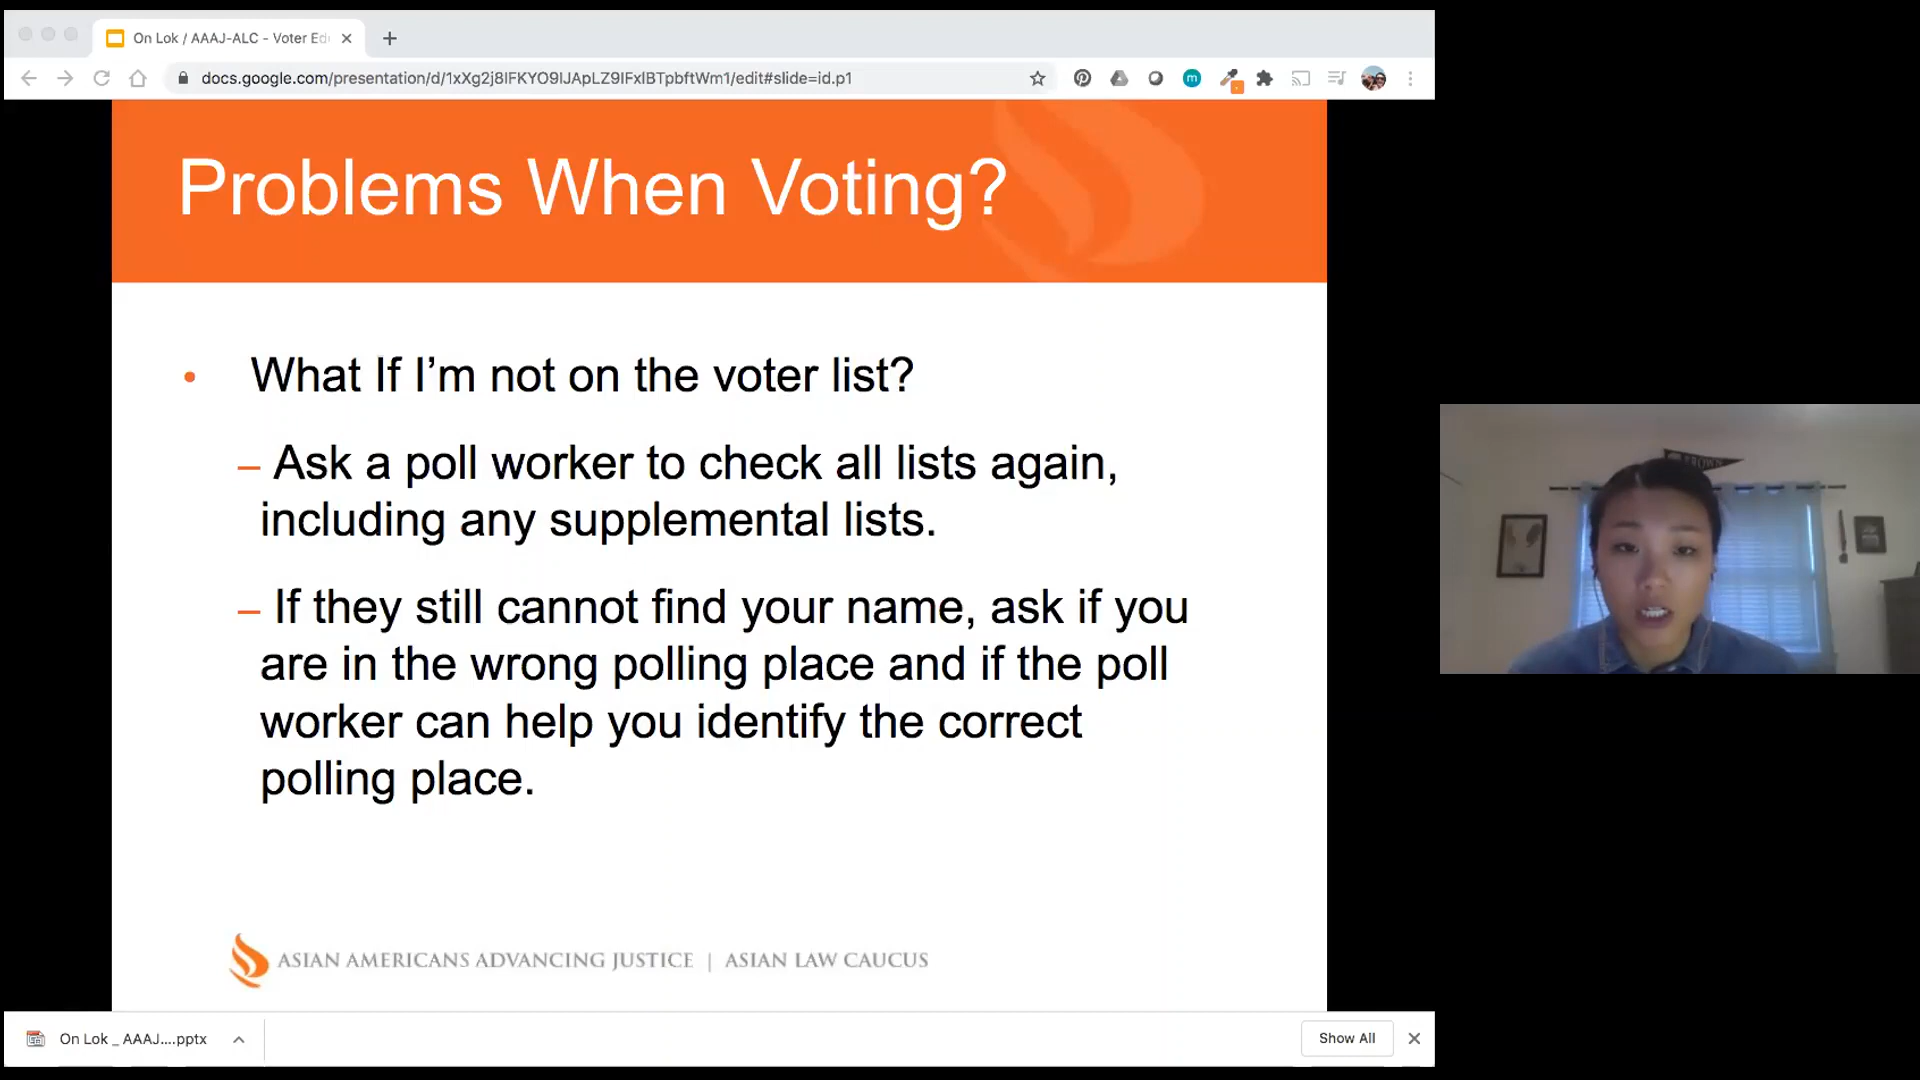 On Lok / AAAJ-ALC - Voter Ed
docs.google.com/presentation/d/1xXg2j8IFKYO9IJApLZ9IFxIBTpbftWm1/edit#slide=id.p1
m
Problems When Voting?
• What If I’m not on the voter list?
– Ask a poll worker to check all lists again,
including any supplemental lists.
– If they still cannot find your name, ask if you
are in the wrong polling place and if the poll
worker can help you identify the correct
polling place.
ASIAN AMERICANS ADVANCING JUSTICE | ASIAN LAW CAUCUS
On Lok _ AAAJ....pptx
Show All